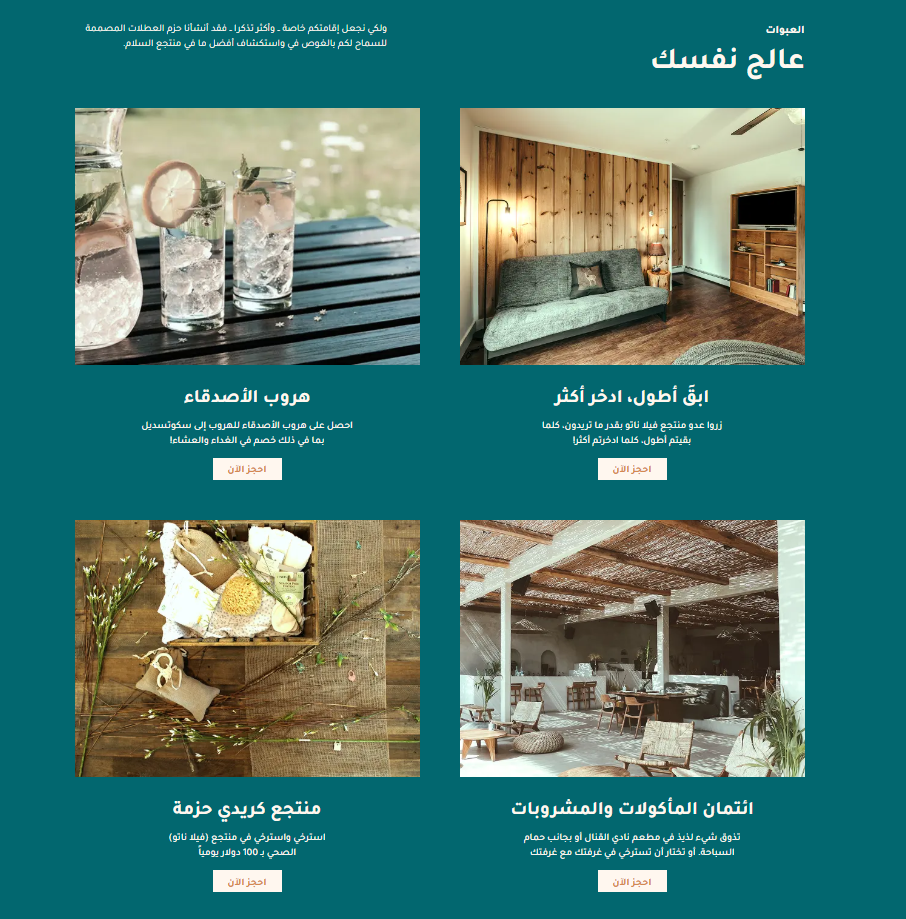 العبوات
عالج نفسك
ولكي نجعل إقامتكم خاصة ـ وأكثر تذكرا ـ فقد أنشأنا حزم العطلات المصممة
للسماح لكم بالغوص في واستكشاف أفضل ما في منتجع السلام.
ابقَ أطول، ادخر أكثر
زروا عدو منتجع فيلا ناتو بقدر ما تريدون، كلما
بقيتم أطول، كلما ادخرتم أكثر!
احجز الآن
هروب الأصدقاء
احصل على هروب الأصدقاء للهروب إلى سكوتسديل
بما في ذلك خصم في الغداء والعشاء!
احجز الآن
ائتمان المأكولات والمشروبات
تذوق شيء لذيذ في مطعم نادي القنال أو بجانب حمام
السباحة. أو تختار أن تسترخي في غرفتك مع غرفتك
احجز الآن
منتجع كريدي حزمة
استرخي واسترخي في منتجع (فيلا ناتو)
الصحي بـ 100 دولار يومياً
احجز الآن